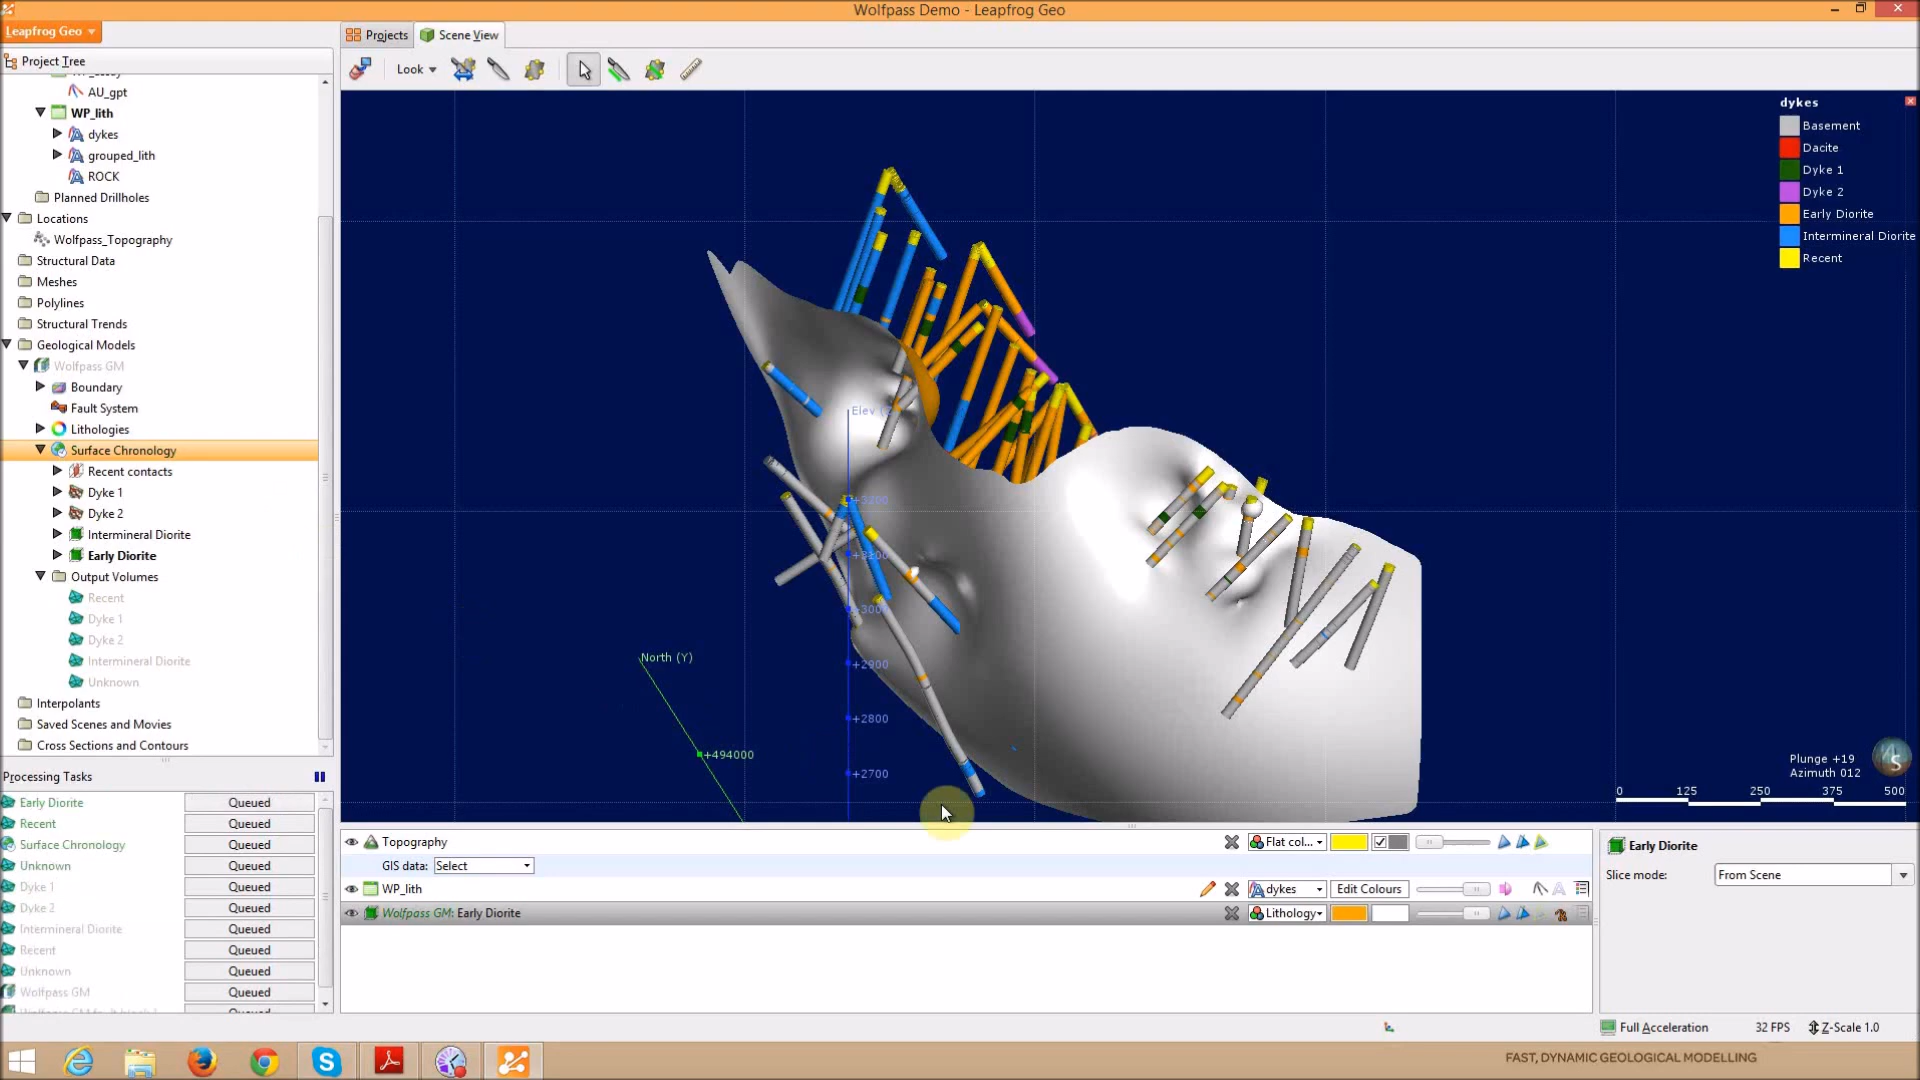 Wolfpass Demo - Leapfrog Geo
Leapfrog Geo
Projects
Scene View
Project Tree
Look
AU_gpt
WP_lith
dykes
grouped_lith
ROCK
Planned Drillholes
Locations
Wolfpass_Topography
Structural Data
Meshes
Polylines
Structural Trends
Geological Models
Wolfpass GM
Boundary
Fault System
Lithologies
Surface Chronology
Recent contacts
Dyke 1
Dyke 2
Intermineral Diorite
Early Diorite
Output Volumes
Recent
Dyke 1
Dyke 2
Intermineral Diorite
Unknown
Interpolants
Saved Scenes and Movies
Cross Sections and Contours
Processing Tasks
Early Diorite Queued
Recent Queued
Surface Chronology Queued
Unknown Queued
Dyke 1 Queued
Dyke 2 Queued
Intermineral Diorite Queued
Recent Queued
Unknown Queued
Wolfpass GM Queued
dykes
Basement
Dacite
Dyke 1
Dyke 2
Early Diorite
Intermineral Diorite
Recent
Elev
+3200
+3100
+3000
+2900
+2800
+2700
North (Y)
+494000
Plunge +19
Azimuth 012
0 125 250 375 500
Topography
Flat col...
GIS data: Select
WP_lith
dykes
Edit Colours
Wolfpass GM: Early Diorite
Lithology
Early Diorite
Slice mode: From Scene
Full Acceleration
32 FPS
Z-Scale 1.0
FAST, DYNAMIC GEOLOGICAL MODELLING